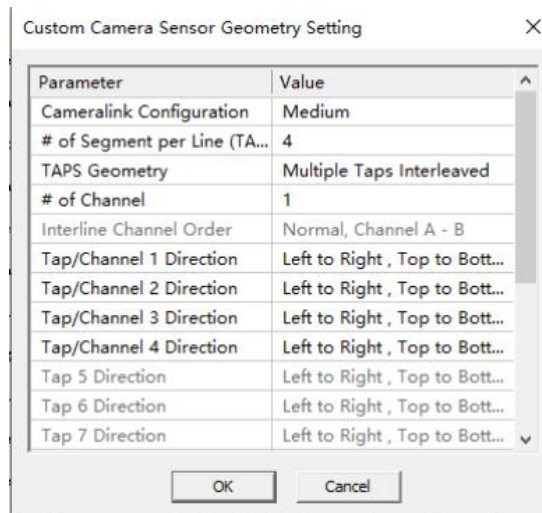 Custom Camera Sensor Geometry Setting
Parameter Value
Cameralink Configuration Medium
# of Segment per Line (TA... 4
TAPS Geometry Multiple Taps Interleaved
# of Channel 1
Interline Channel Order Normal, Channel A - B
Tap/Channel 1 Direction Left to Right , Top to Bott...
Tap/Channel 2 Direction Left to Right , Top to Bott...
Tap/Channel 3 Direction Left to Right , Top to Bott...
Tap/Channel 4 Direction Left to Right , Top to Bott...
Tap 5 Direction Left to Right , Top to Bott...
Tap 6 Direction Left to Right , Top to Bott...
Tap 7 Direction Left to Right , Top to Bott...
OK Cancel